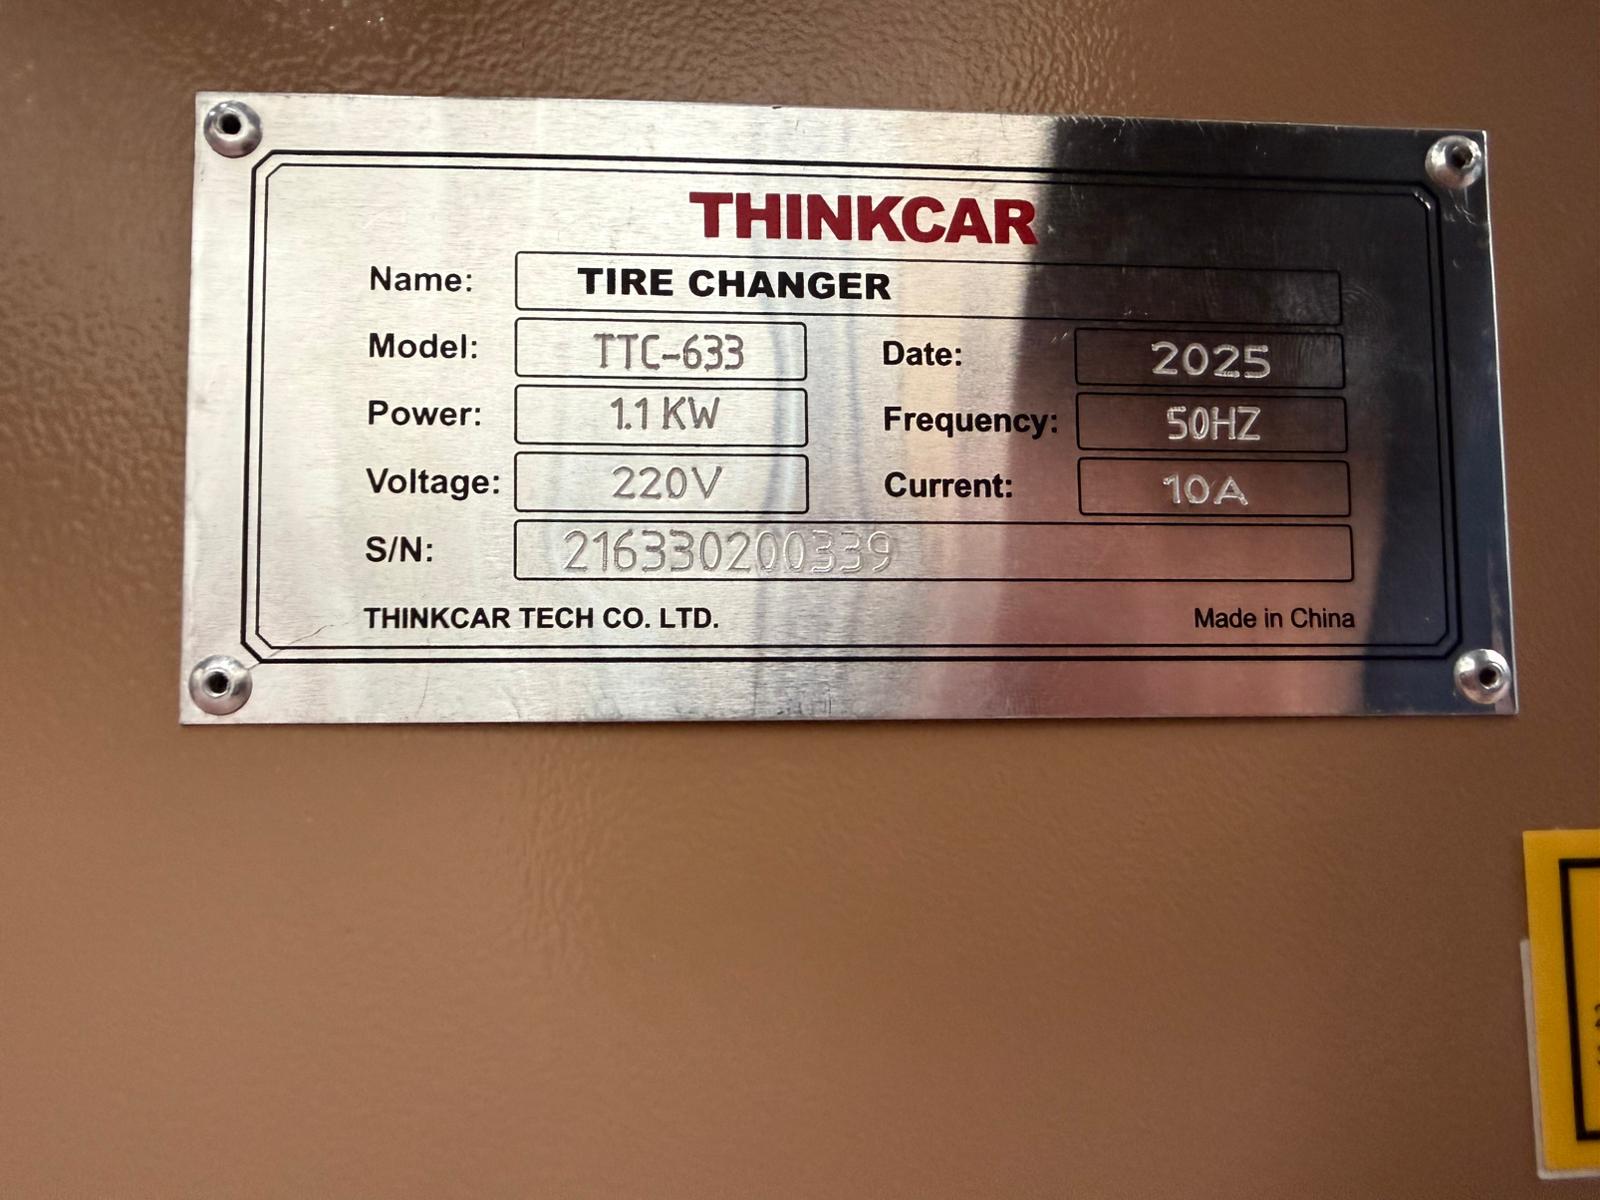 THINKCAR
Name: TIRE CHANGER
Model: TTC-633 Date: 2025
Power: 1.1 KW Frequency: 50HZ
Voltage: 220V Current: 10A
S/N: 216330200339
THINKCAR TECH CO. LTD. Made in China